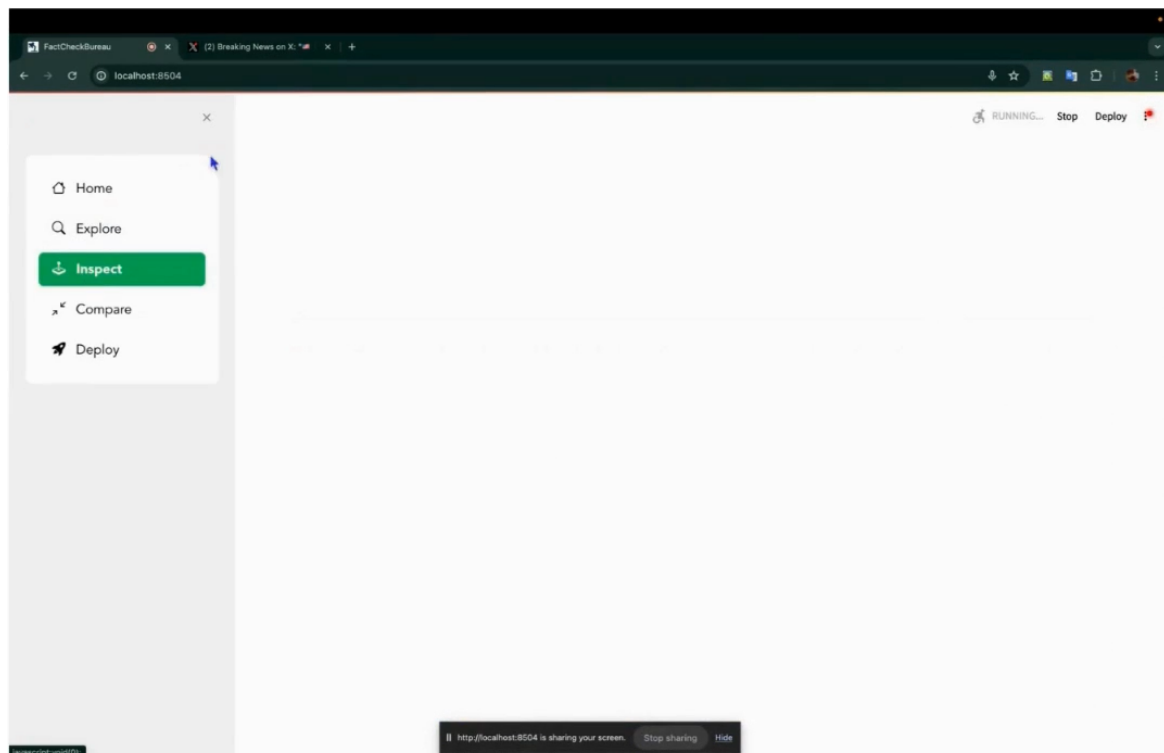 FactCheckBureau
(2) Breaking News on X: "
localhost:8504
RUNNING... Stop Deploy
Home
Explore
Inspect
Compare
Deploy
http://localhost:8504 is sharing your screen. Stop sharing Hide